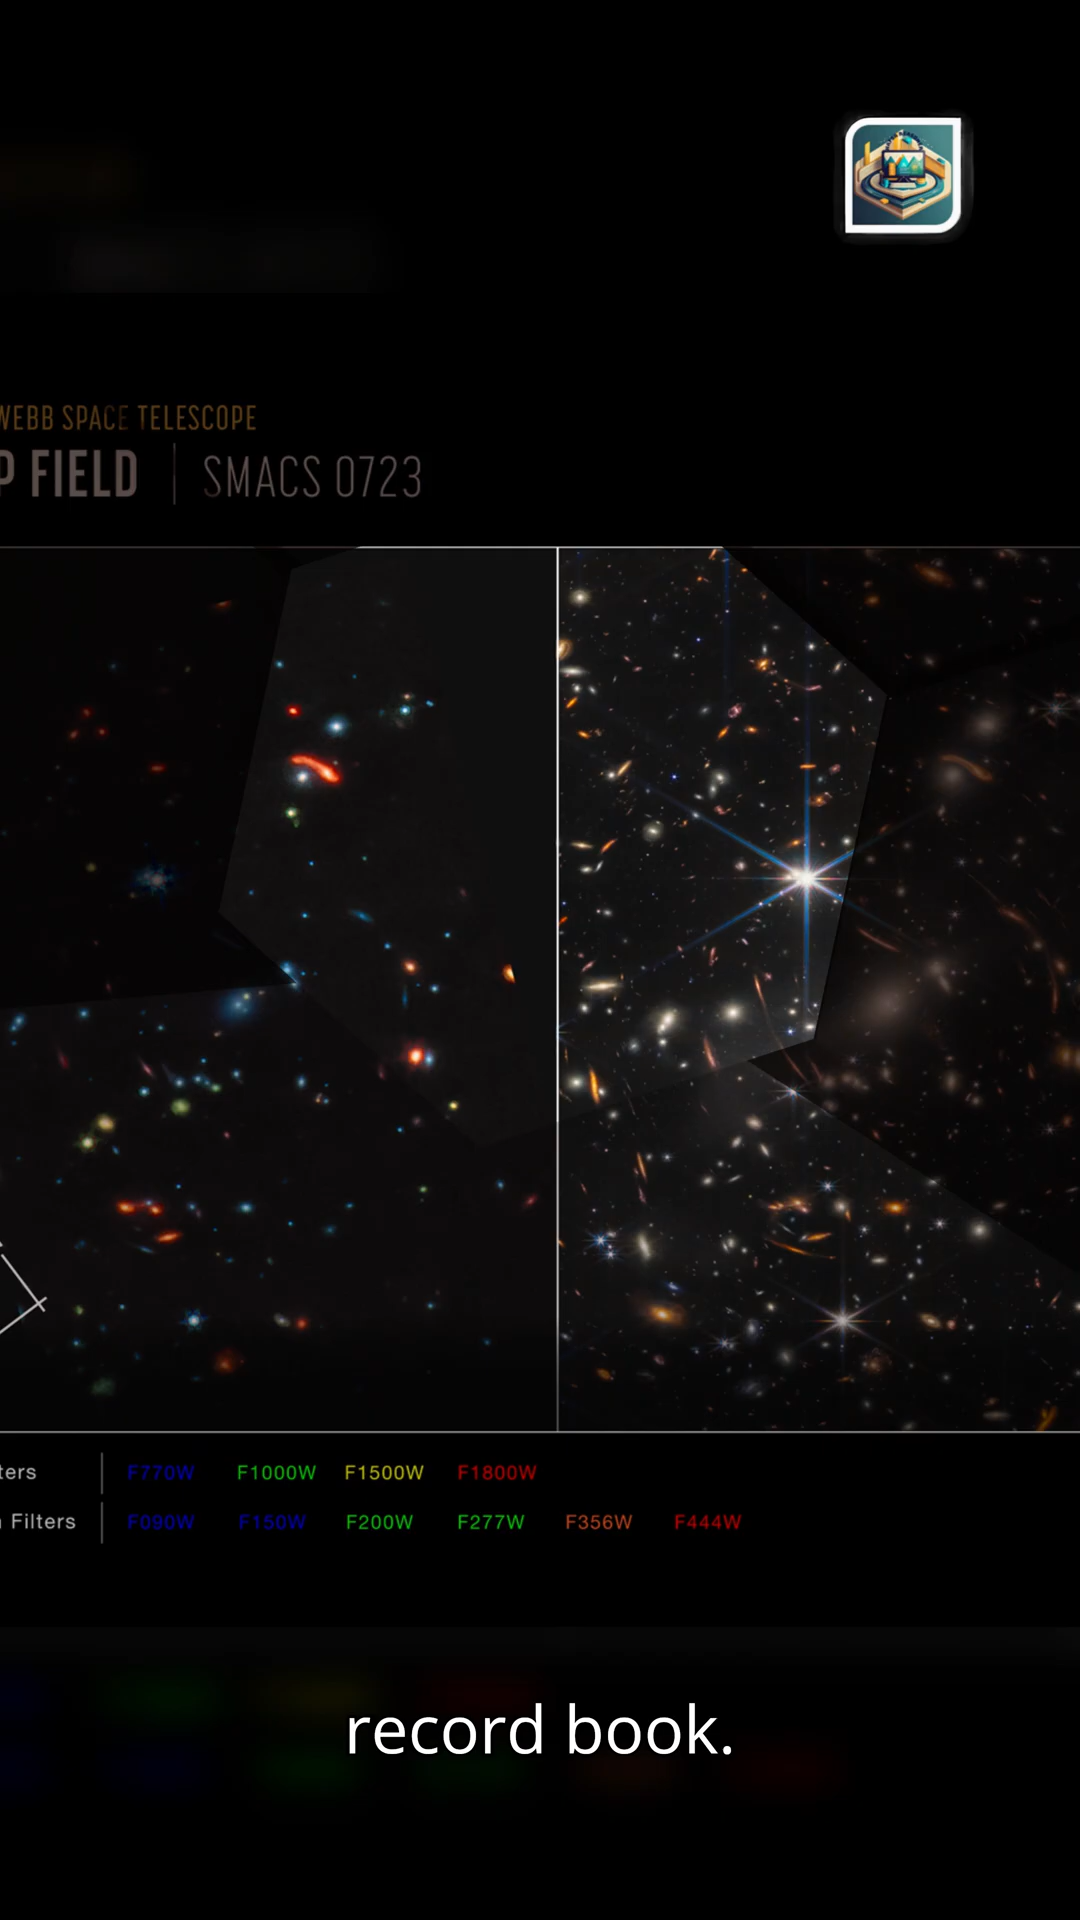 WEBB SPACE TELESCOPE
P FIELD | SMACS 0723
ters | F770W F1000W F1500W F1800W
Filters | F090W F150W F200W F277W F356W F444W
record book.